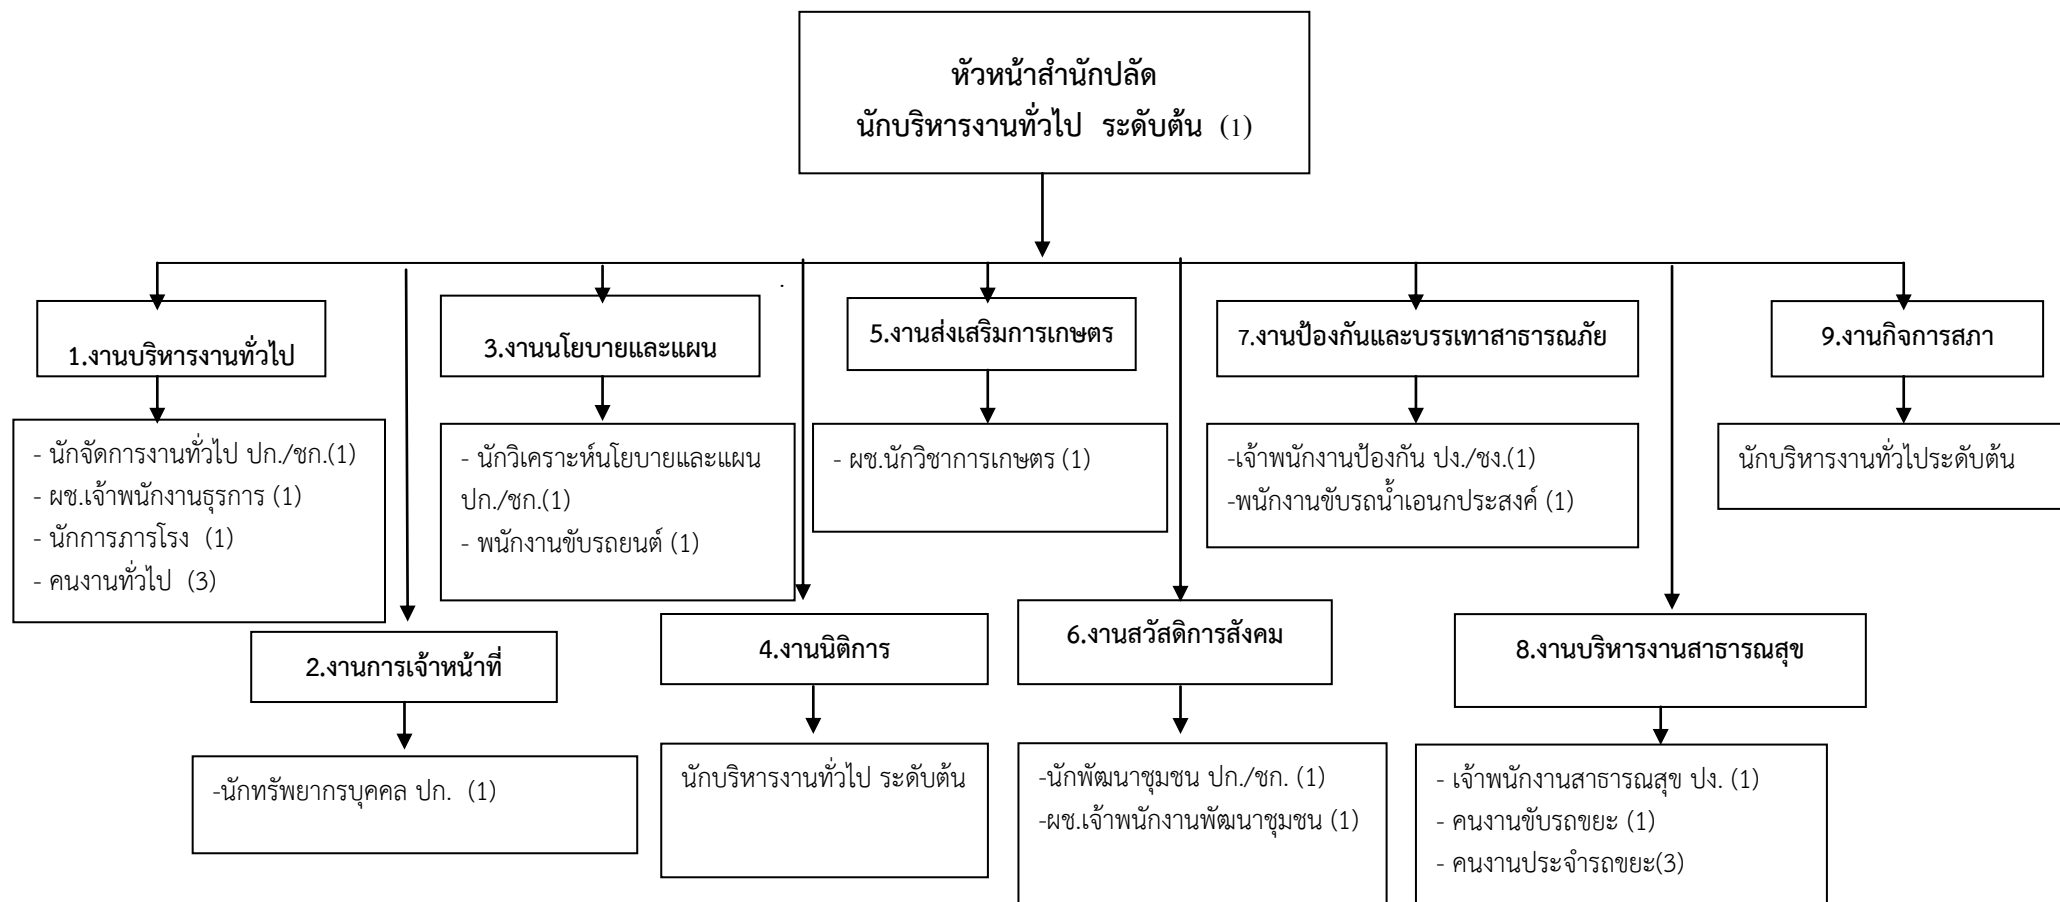 หัวหน้าสำนักปลัด
นักบริหารงานทั่วไป ระดับต้น (1)
1.งานบริหารงานทั่วไป
- นักจัดการงานทั่วไป ปก./ชก.(1)
- ผช.เจ้าพนักงานธุรการ (1)
- นักการภารโรง (1)
- คนงานทั่วไป (3)
2.งานการเจ้าหน้าที่
-นักทรัพยากรบุคคล ปก. (1)
3.งานนโยบายและแผน
- นักวิเคราะห์นโยบายและแผน
ปก./ชก.(1)
- พนักงานขับรถยนต์ (1)
4.งานนิติการ
นักบริหารงานทั่วไป ระดับต้น
5.งานส่งเสริมการเกษตร
- ผช.นักวิชาการเกษตร (1)
6.งานสวัสดิการสังคม
-นักพัฒนาชุมชน ปก./ชก. (1)
-ผช.เจ้าพนักงานพัฒนาชุมชน (1)
7.งานป้องกันและบรรเทาสาธารณภัย
-เจ้าพนักงานป้องกัน ปง./ชง.(1)
-พนักงานขับรถน้ำเอนกประสงค์ (1)
8.งานบริหารงานสาธารณสุข
- เจ้าพนักงานสาธารณสุข ปง. (1)
- คนงานขับรถขยะ (1)
- คนงานประจำรถขยะ(3)
9.งานกิจการสภา
นักบริหารงานทั่วไประดับต้น